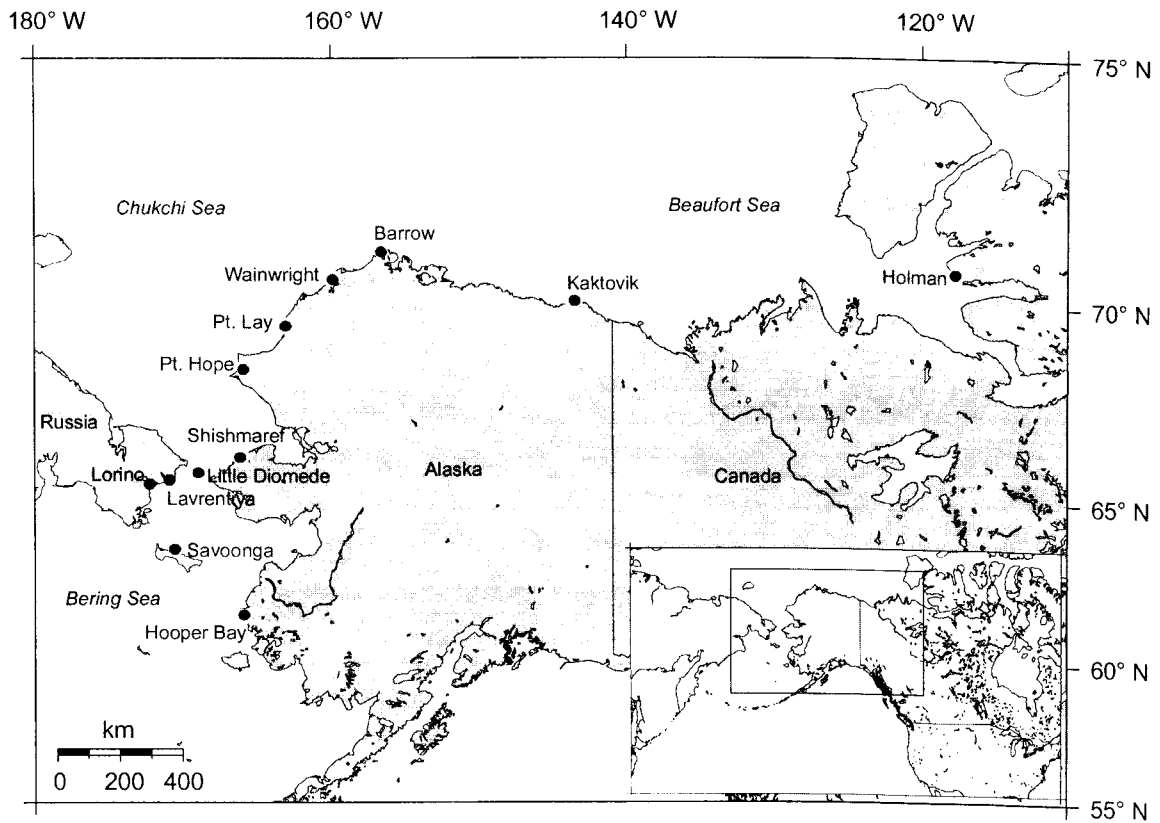 180° W 160° W 140° W 120° W
75° N
Chukchi Sea
Beaufort Sea
Barrow
Wainwright
Kaktovik
Holman
Pt. Lay
70° N
Pt. Hope
Russia
Shishmaref
Lorino
Little Diomede
Alaska
Canada
Lavrentiya
65° N
Savoonga
Bering Sea
Hooper Bay
60° N
km
0 200 400
55° N